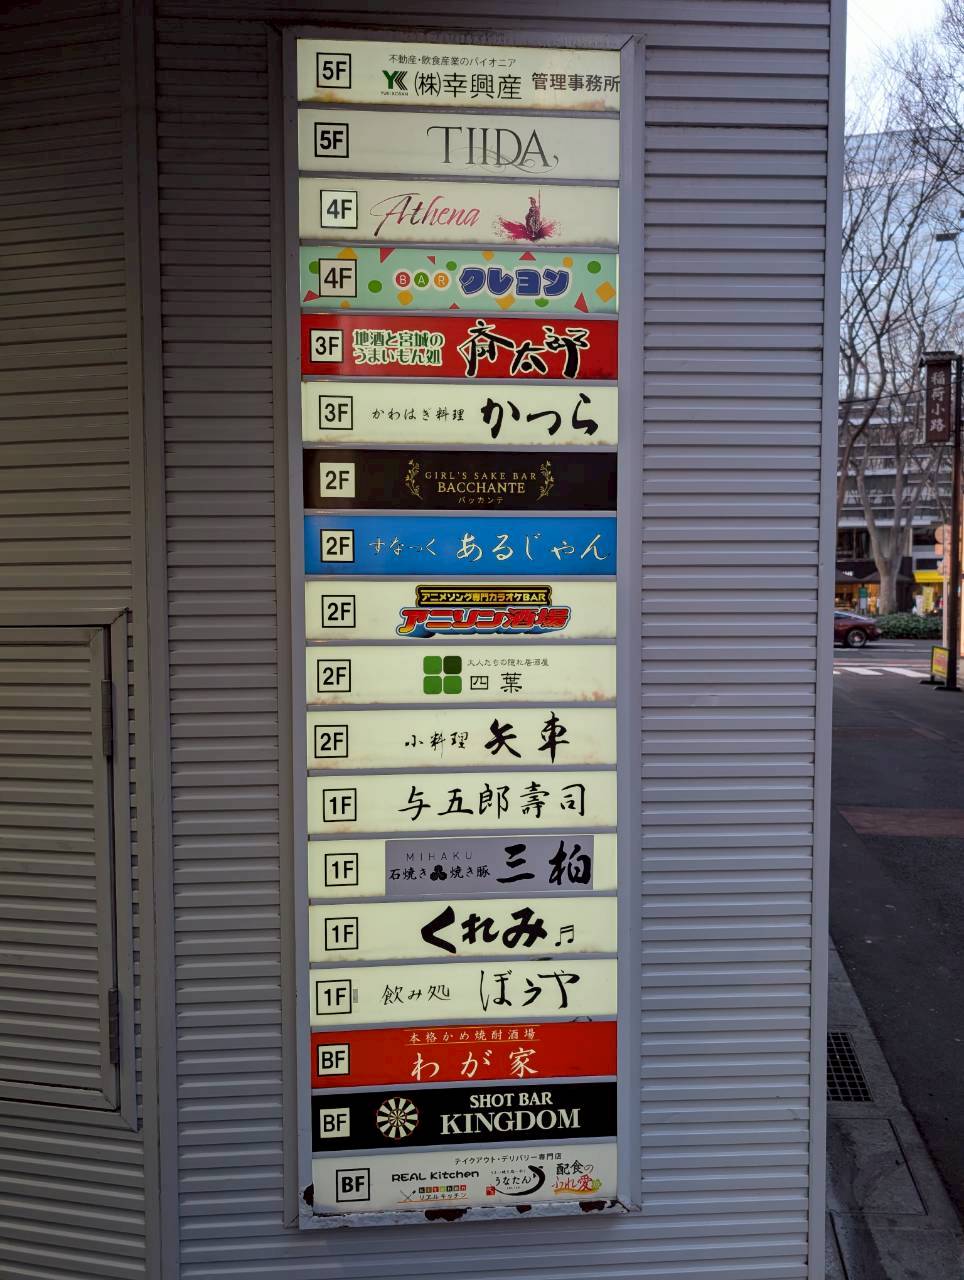 5F
不動産・飲食産業のパイオニア
YK (株)幸興産 管理事務所
5F
TIIDA
4F
Athena
4F
BAR クレヨン
3F
地酒と宮城の
うまいもん処
斎太郎
3F
かわはぎ料理 かつら
2F
GIRL'S SAKE BAR
BACCHANTE
バッカンテ
2F
すなっく あるじゃん
2F
アニメソング専門カラオケBAR
アニソン酒場
2F
大人たちの隠れ居酒屋
四葉
2F
小料理 矢車
1F
与五郎壽司
1F
MIHAKU
石焼き 焼き豚
三柏
1F
くれみ♬
1F
飲み処 ぼうや
BF
本格かめ焼酎酒場
わが家
BF
SHOT BAR
KINGDOM
BF
テイクアウト・デリバリー専門店
REAL Kitchen
リアルキッチン
うなたん
配食の
ふれ愛
稲荷小路